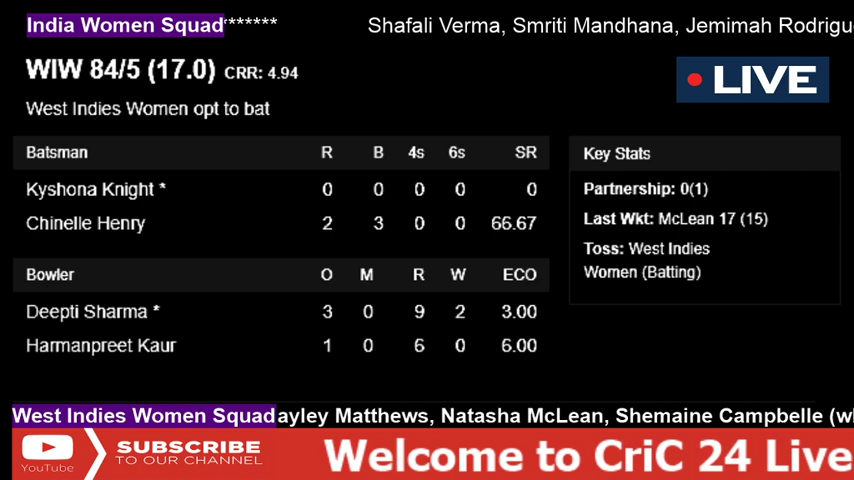 India Women Squad******* Shafali Verma, Smriti Mandhana, Jemimah Rodrigu
WIW 84/5 (17.0) CRR: 4.94
LIVE
West Indies Women opt to bat
Batsman R B 4s 6s SR
Kyshona Knight * 0 0 0 0 0
Chinelle Henry 2 3 0 0 66.67
Bowler O M R W ECO
Deepti Sharma * 3 0 9 2 3.00
Harmanpreet Kaur 1 0 6 0 6.00
Key Stats
Partnership: 0(1)
Last Wkt: McLean 17 (15)
Toss: West Indies
Women (Batting)
West Indies Women Squad ayley Matthews, Natasha McLean, Shemaine Campbelle (w
YouTube
SUBSCRIBE
TO OUR CHANNEL
Welcome to CriC 24 Live